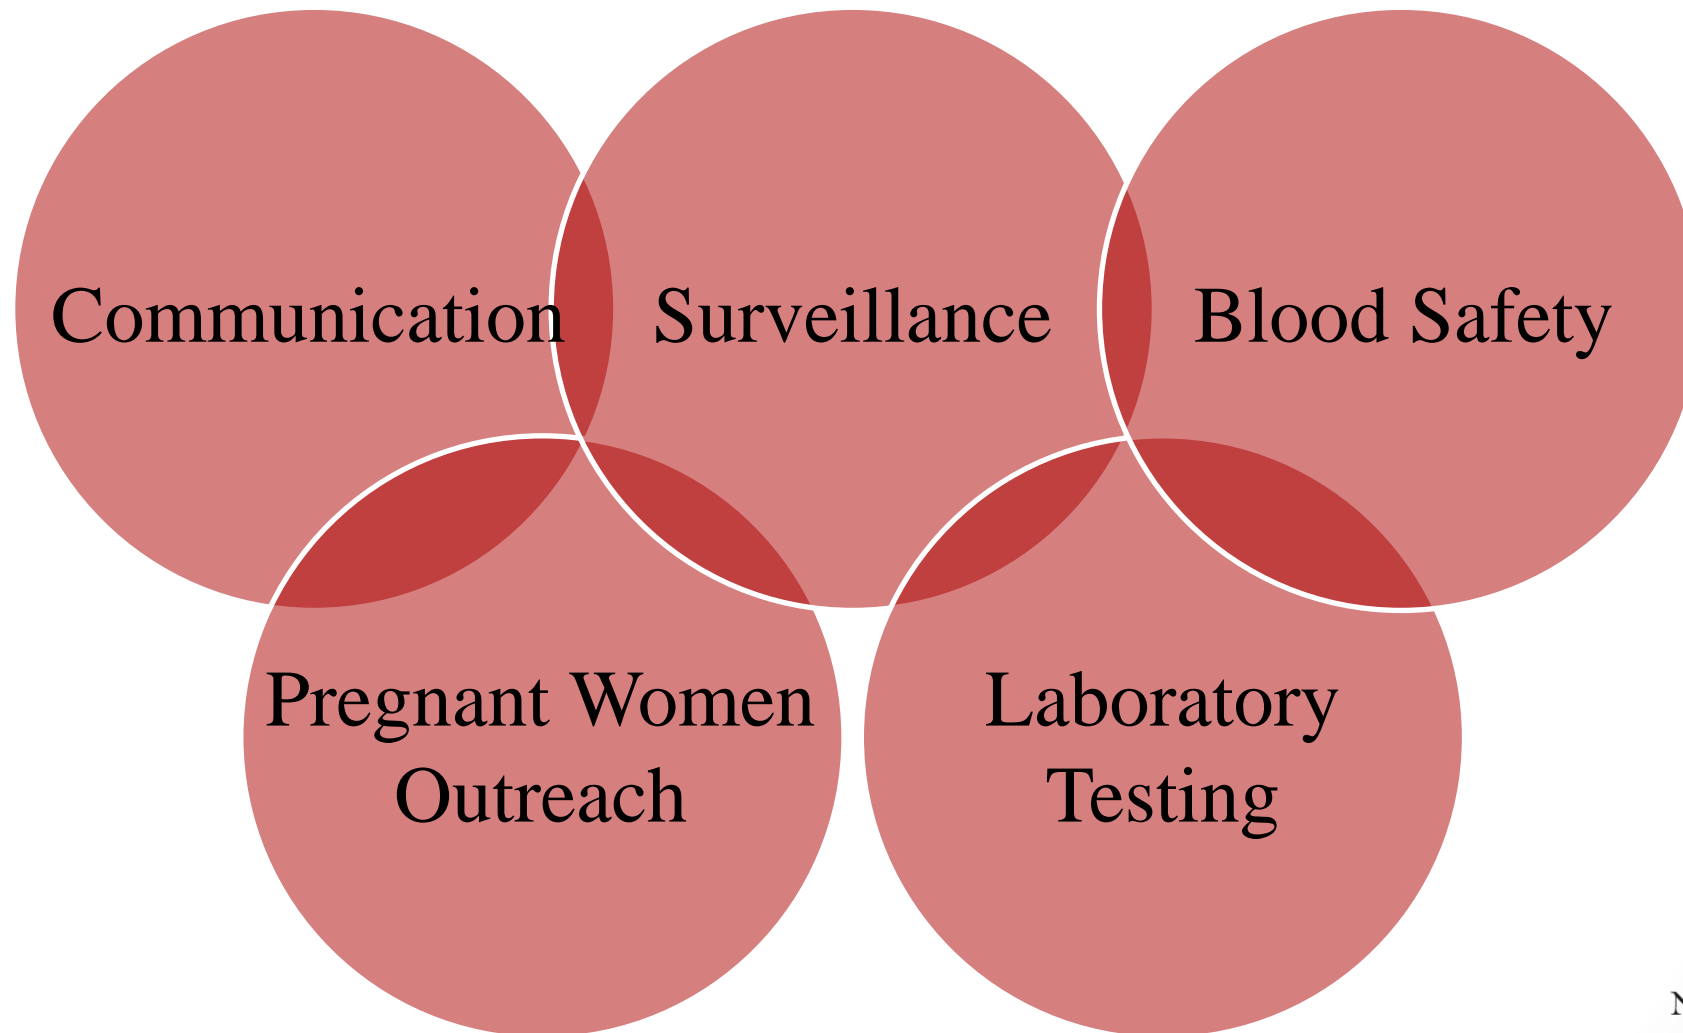 Communication
Surveillance
Blood Safety
Pregnant Women
Outreach
Laboratory
Testing
N